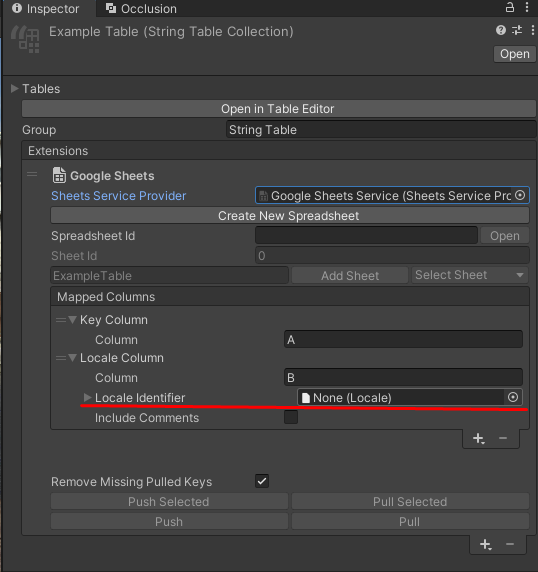 Inspector Occlusion
Example Table (String Table Collection)
Open
Tables
Open in Table Editor
Group String Table
Extensions
Google Sheets
Sheets Service Provider Google Sheets Service (Sheets Service Pro
Create New Spreadsheet
Spreadsheet Id Open
Sheet Id 0
ExampleTable Add Sheet Select Sheet
Mapped Columns
Key Column
Column A
Locale Column
Column B
Locale Identifier None (Locale)
Include Comments
Remove Missing Pulled Keys
Push Selected Pull Selected
Push Pull